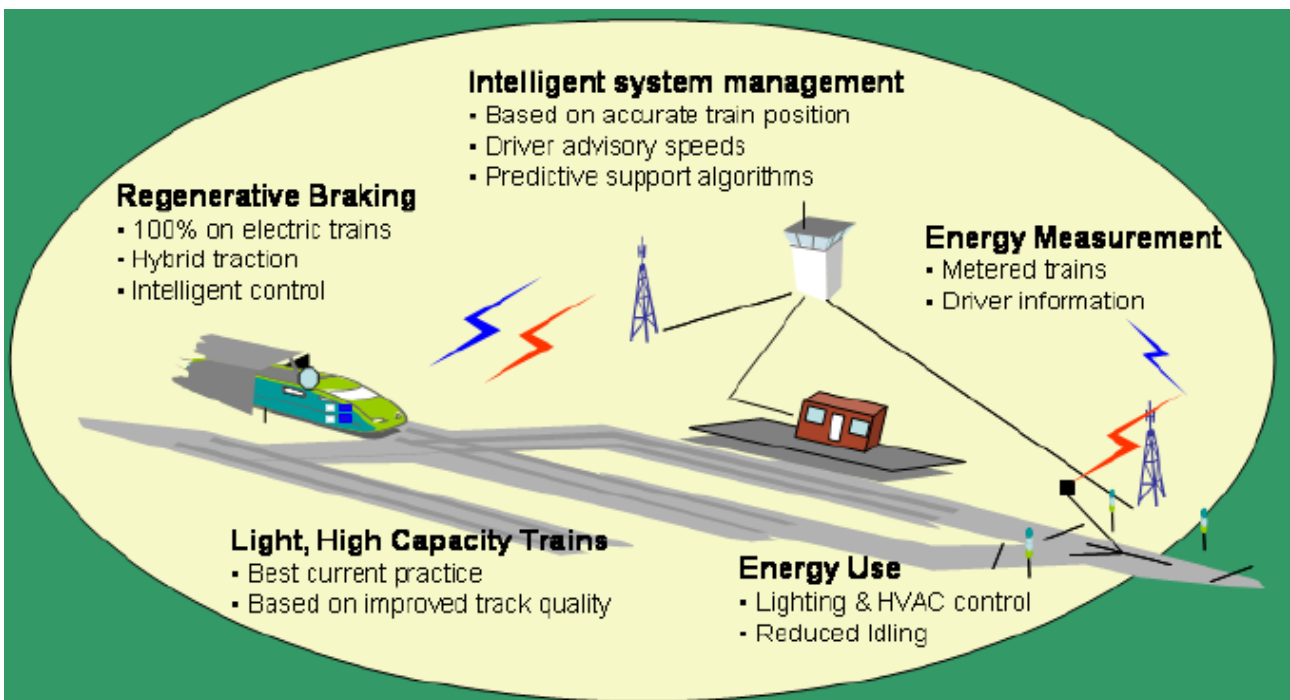 Intelligent system management
▪ Based on accurate train position
▪ Driver advisory speeds
▪ Predictive support algorithms
Regenerative Braking
▪ 100% on electric trains
▪ Hybrid traction
▪ Intelligent control
Energy Measurement
▪ Metered trains
▪ Driver information
Light, High Capacity Trains
▪ Best current practice
▪ Based on improved track quality
Energy Use
▪ Lighting & HVAC control
▪ Reduced Idling